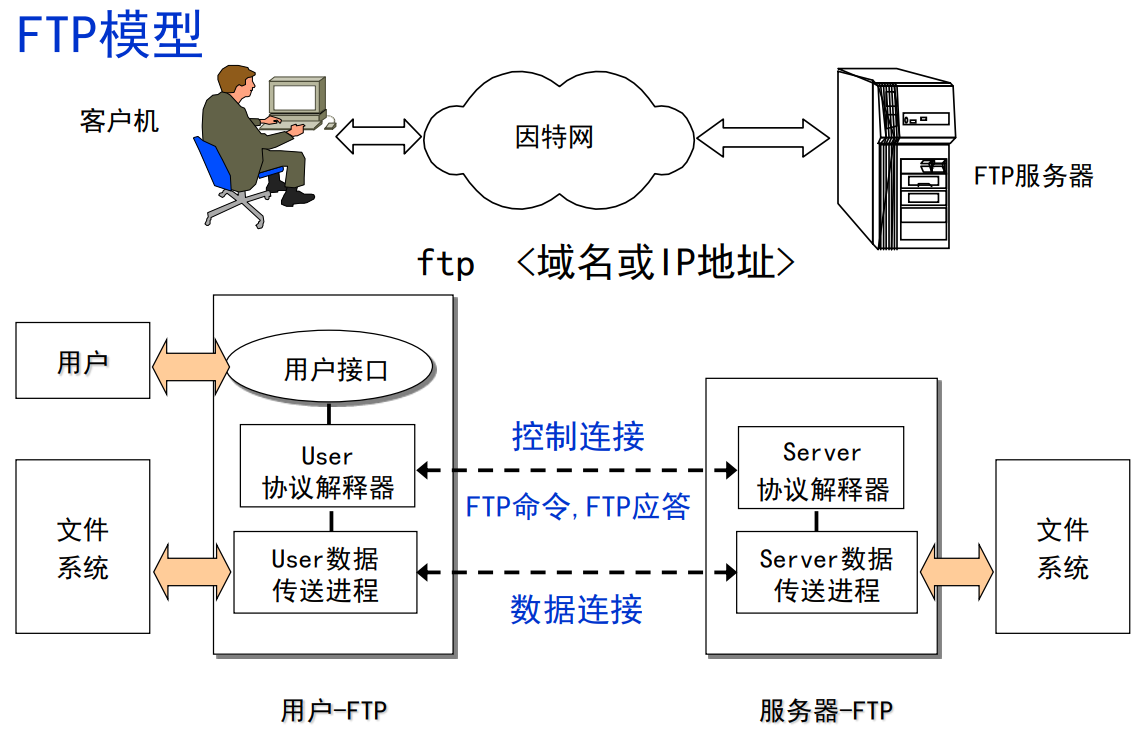 FTP模型
客户机
因特网
FTP服务器
ftp <域名或IP地址>
用户
用户接口
控制连接
User
协议解释器
Server
协议解释器
FTP命令,FTP应答
文件
系统
User数据
传送进程
Server数据
传送进程
文件
系统
数据连接
用户-FTP
服务器-FTP